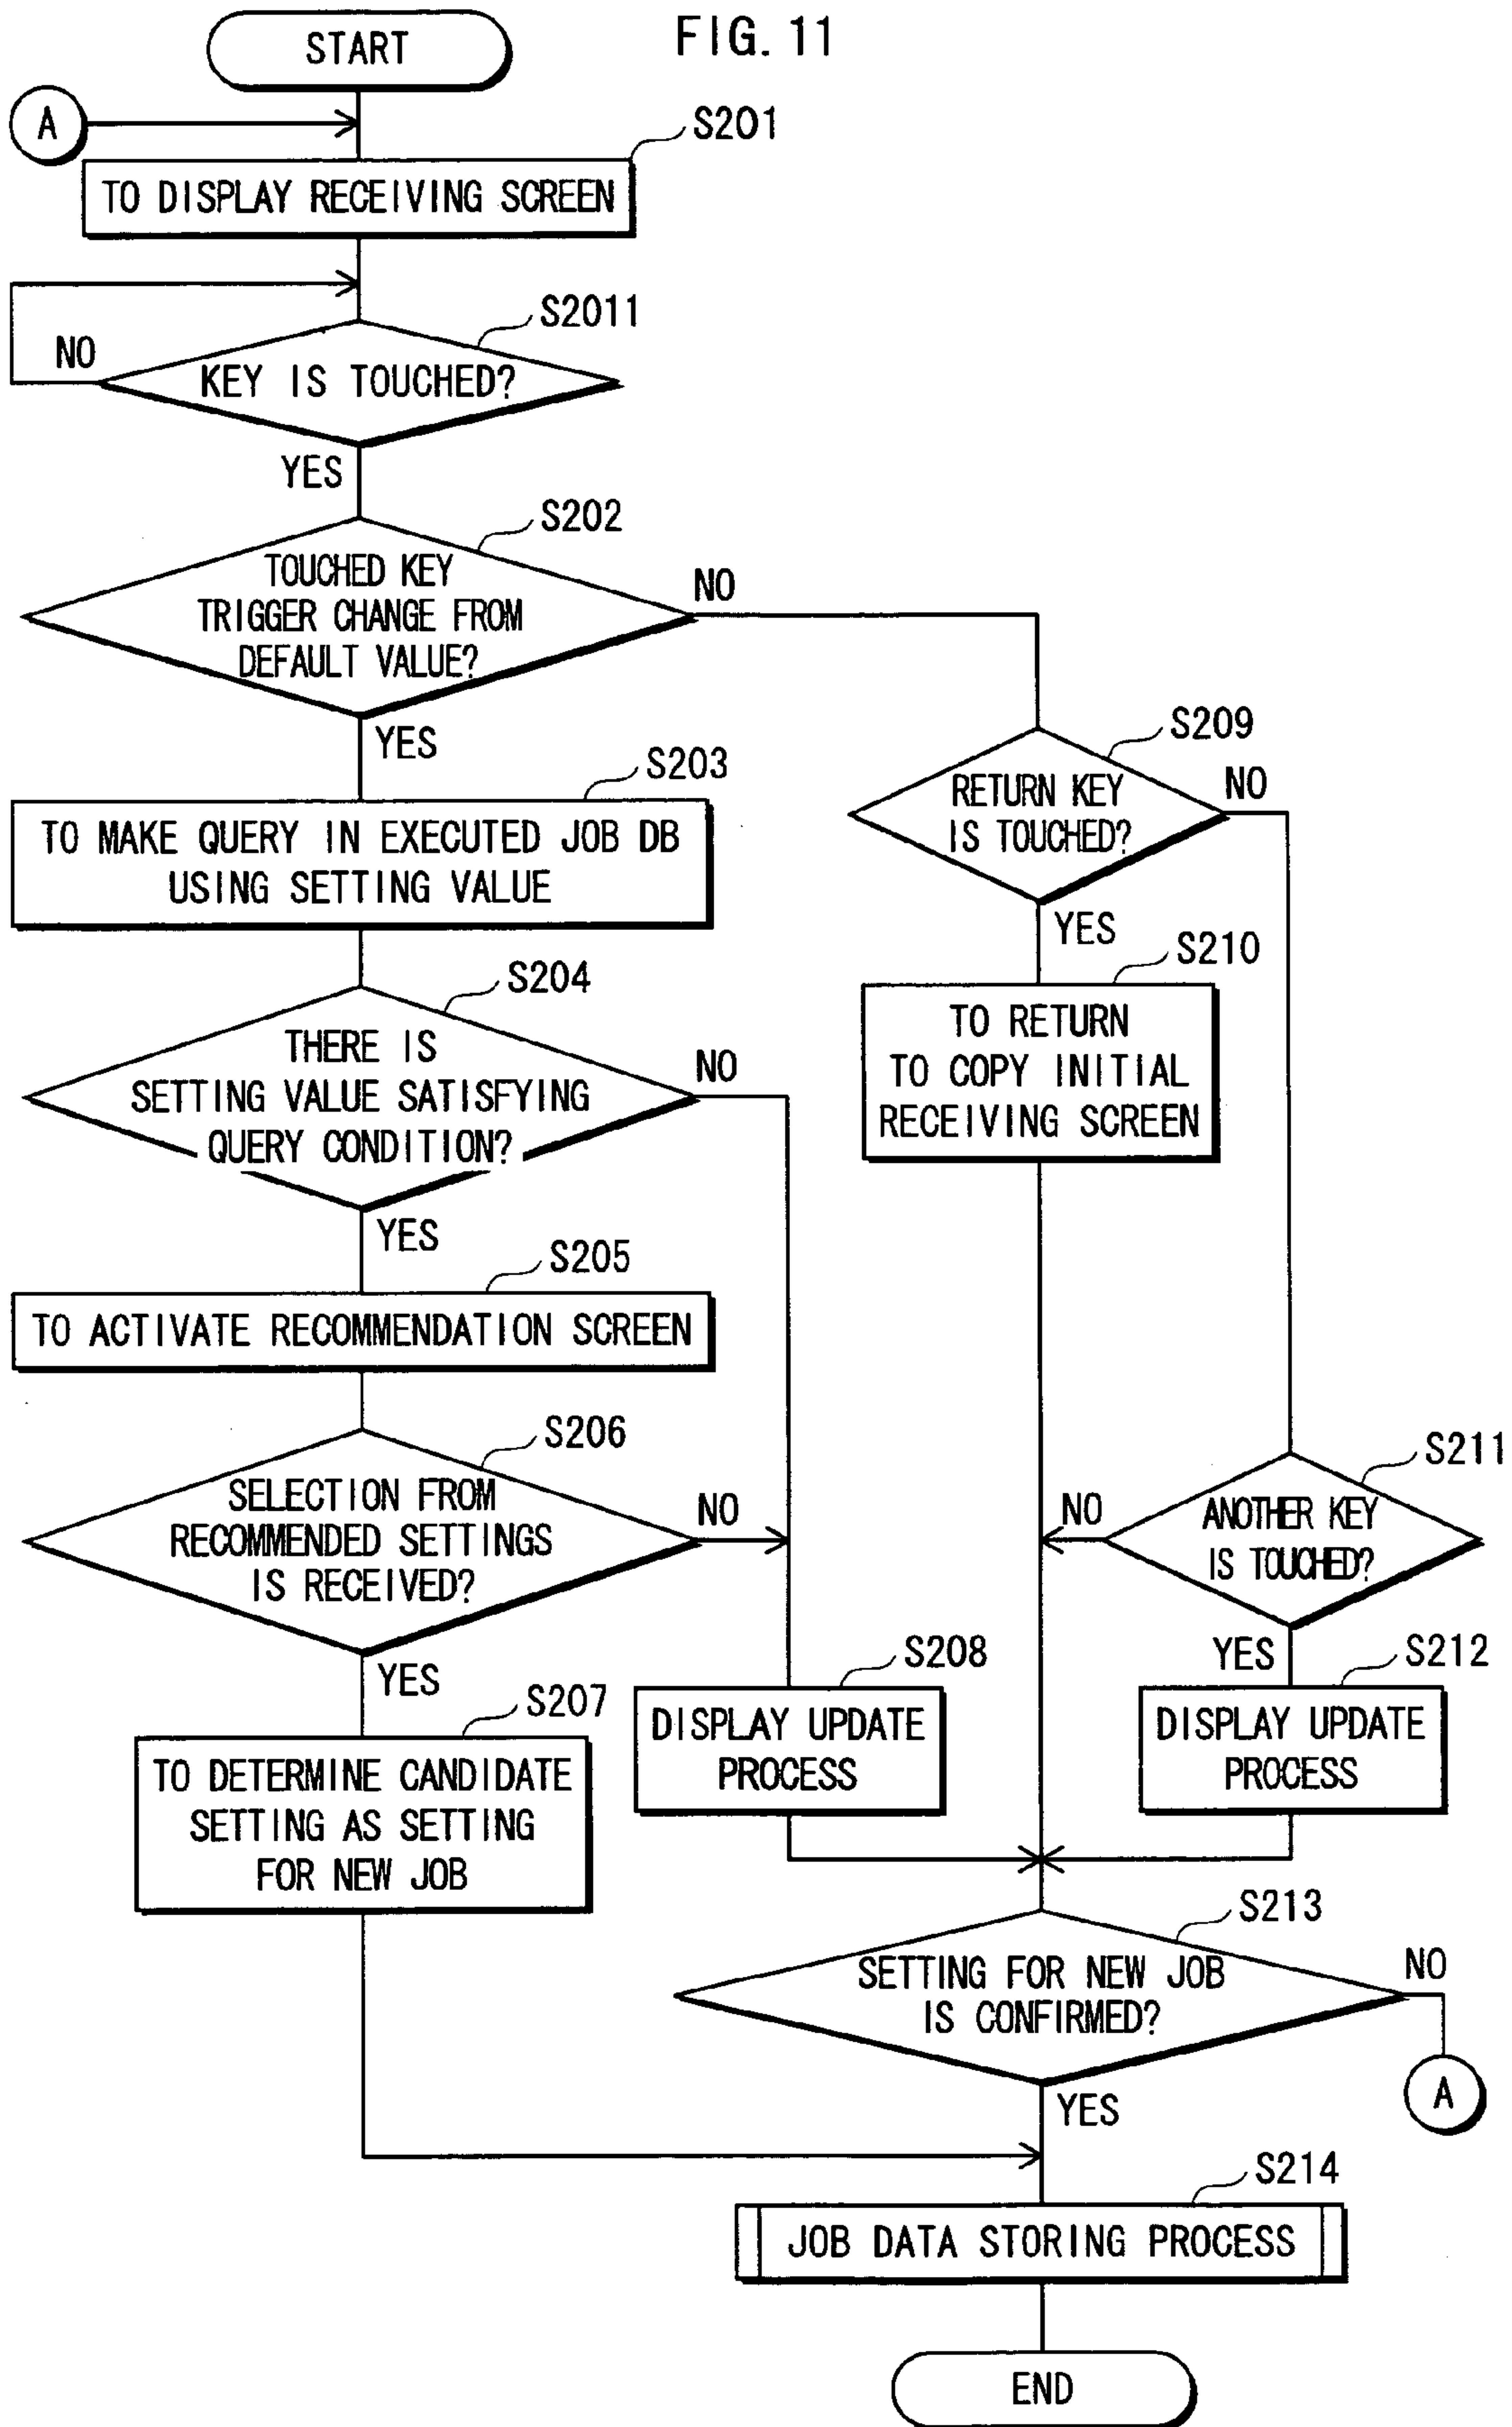 FIG. 11
START
A
S201
TO DISPLAY RECEIVING SCREEN
S2011
NO
KEY IS TOUCHED?
YES
S202
TOUCHED KEY
TRIGGER CHANGE FROM
DEFAULT VALUE?
NO
YES
S203
TO MAKE QUERY IN EXECUTED JOB DB
USING SETTING VALUE
S204
THERE IS
SETTING VALUE SATISFYING
QUERY CONDITION?
NO
YES
S205
TO ACTIVATE RECOMMENDATION SCREEN
S206
SELECTION FROM
RECOMMENDED SETTINGS
IS RECEIVED?
NO
YES
S207
TO DETERMINE CANDIDATE
SETTING AS SETTING
FOR NEW JOB
S208
DISPLAY UPDATE
PROCESS
S209
RETURN KEY
IS TOUCHED?
NO
YES
S210
TO RETURN
TO COPY INITIAL
RECEIVING SCREEN
S211
ANOTHER KEY
IS TOUCHED?
NO
YES
S212
DISPLAY UPDATE
PROCESS
S213
SETTING FOR NEW JOB
IS CONFIRMED?
NO
A
YES
S214
JOB DATA STORING PROCESS
END